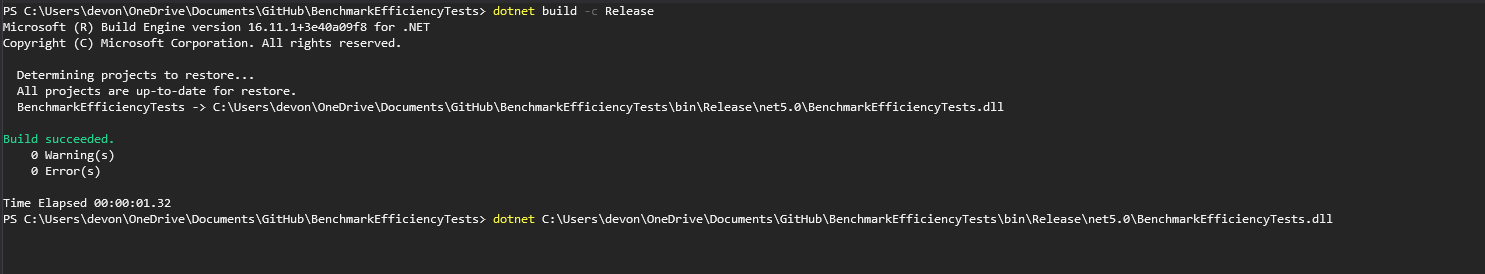 PS C:\Users\devon\OneDrive\Documents\GitHub\BenchmarkEfficiencyTests> dotnet build -c Release
Microsoft (R) Build Engine version 16.11.1+3e40a09f8 for .NET
Copyright (C) Microsoft Corporation. All rights reserved.
Determining projects to restore...
All projects are up-to-date for restore.
BenchmarkEfficiencyTests -> C:\Users\devon\OneDrive\Documents\GitHub\BenchmarkEfficiencyTests\bin\Release\net5.0\BenchmarkEfficiencyTests.dll
Build succeeded.
0 Warning(s)
0 Error(s)
Time Elapsed 00:00:01.32
PS C:\Users\devon\OneDrive\Documents\GitHub\BenchmarkEfficiencyTests> dotnet C:\Users\devon\OneDrive\Documents\GitHub\BenchmarkEfficiencyTests\bin\Release\net5.0\BenchmarkEfficiencyTests.dll